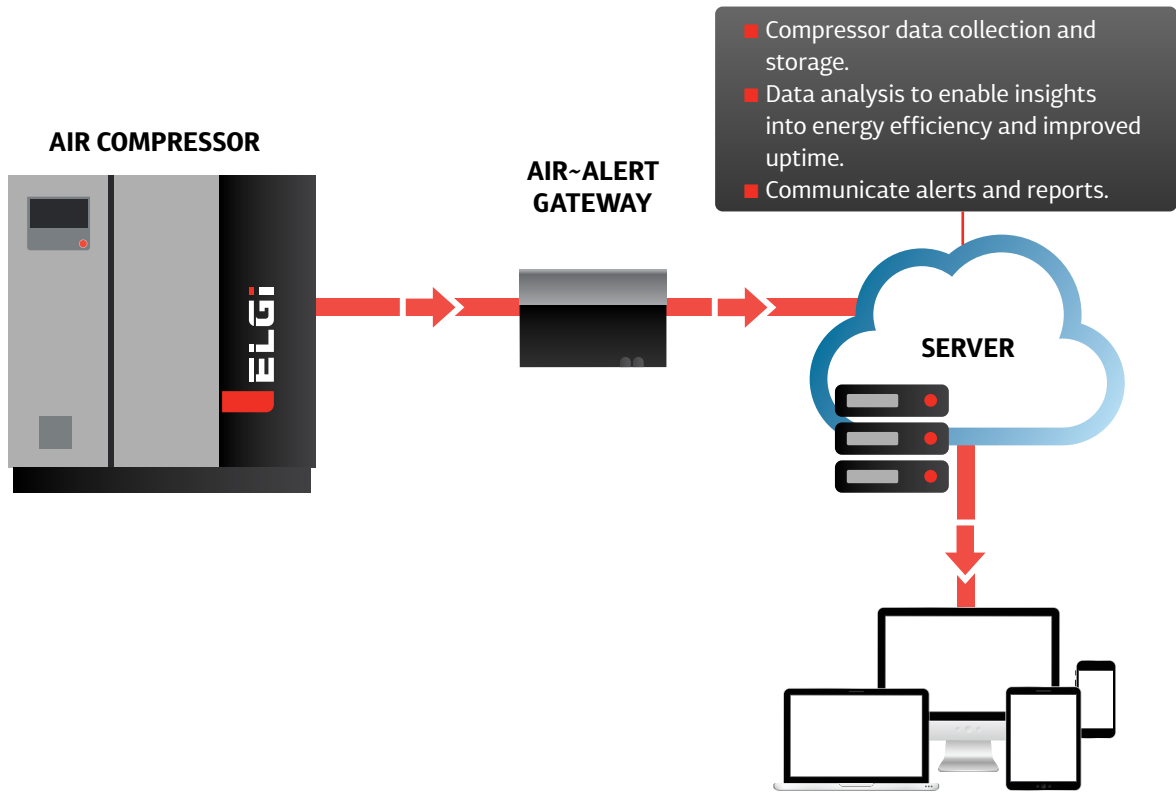 ■ Compressor data collection and
storage.
■ Data analysis to enable insights
into energy efficiency and improved
uptime.
■ Communicate alerts and reports.
AIR COMPRESSOR
AIR~ALERT
GATEWAY
ELGi
SERVER